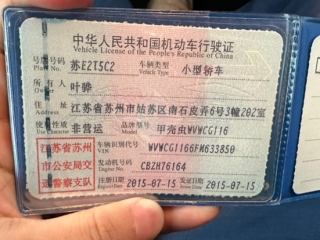 中华人民共和国机动车行驶证
Vehicle License of the People's Republic of China
号牌号码 苏E2T5C2 车辆类型 小型轿车
Plate No. Vehicle Type
所有人 叶骅
Owner
住址 江苏省苏州市姑苏区南石皮弄6号3幢202室
Address
使用性质 非营运 品牌型号 甲壳虫WVWCG116
Use Character Model
江苏省苏州市公安局交通警察支队
车辆识别代号 WVWCG1166FM633850
VIN
发动机号码 CBZH76164
Engine No.
注册日期 2015-07-15 发证日期 2015-07-15
Register Date Issue Date